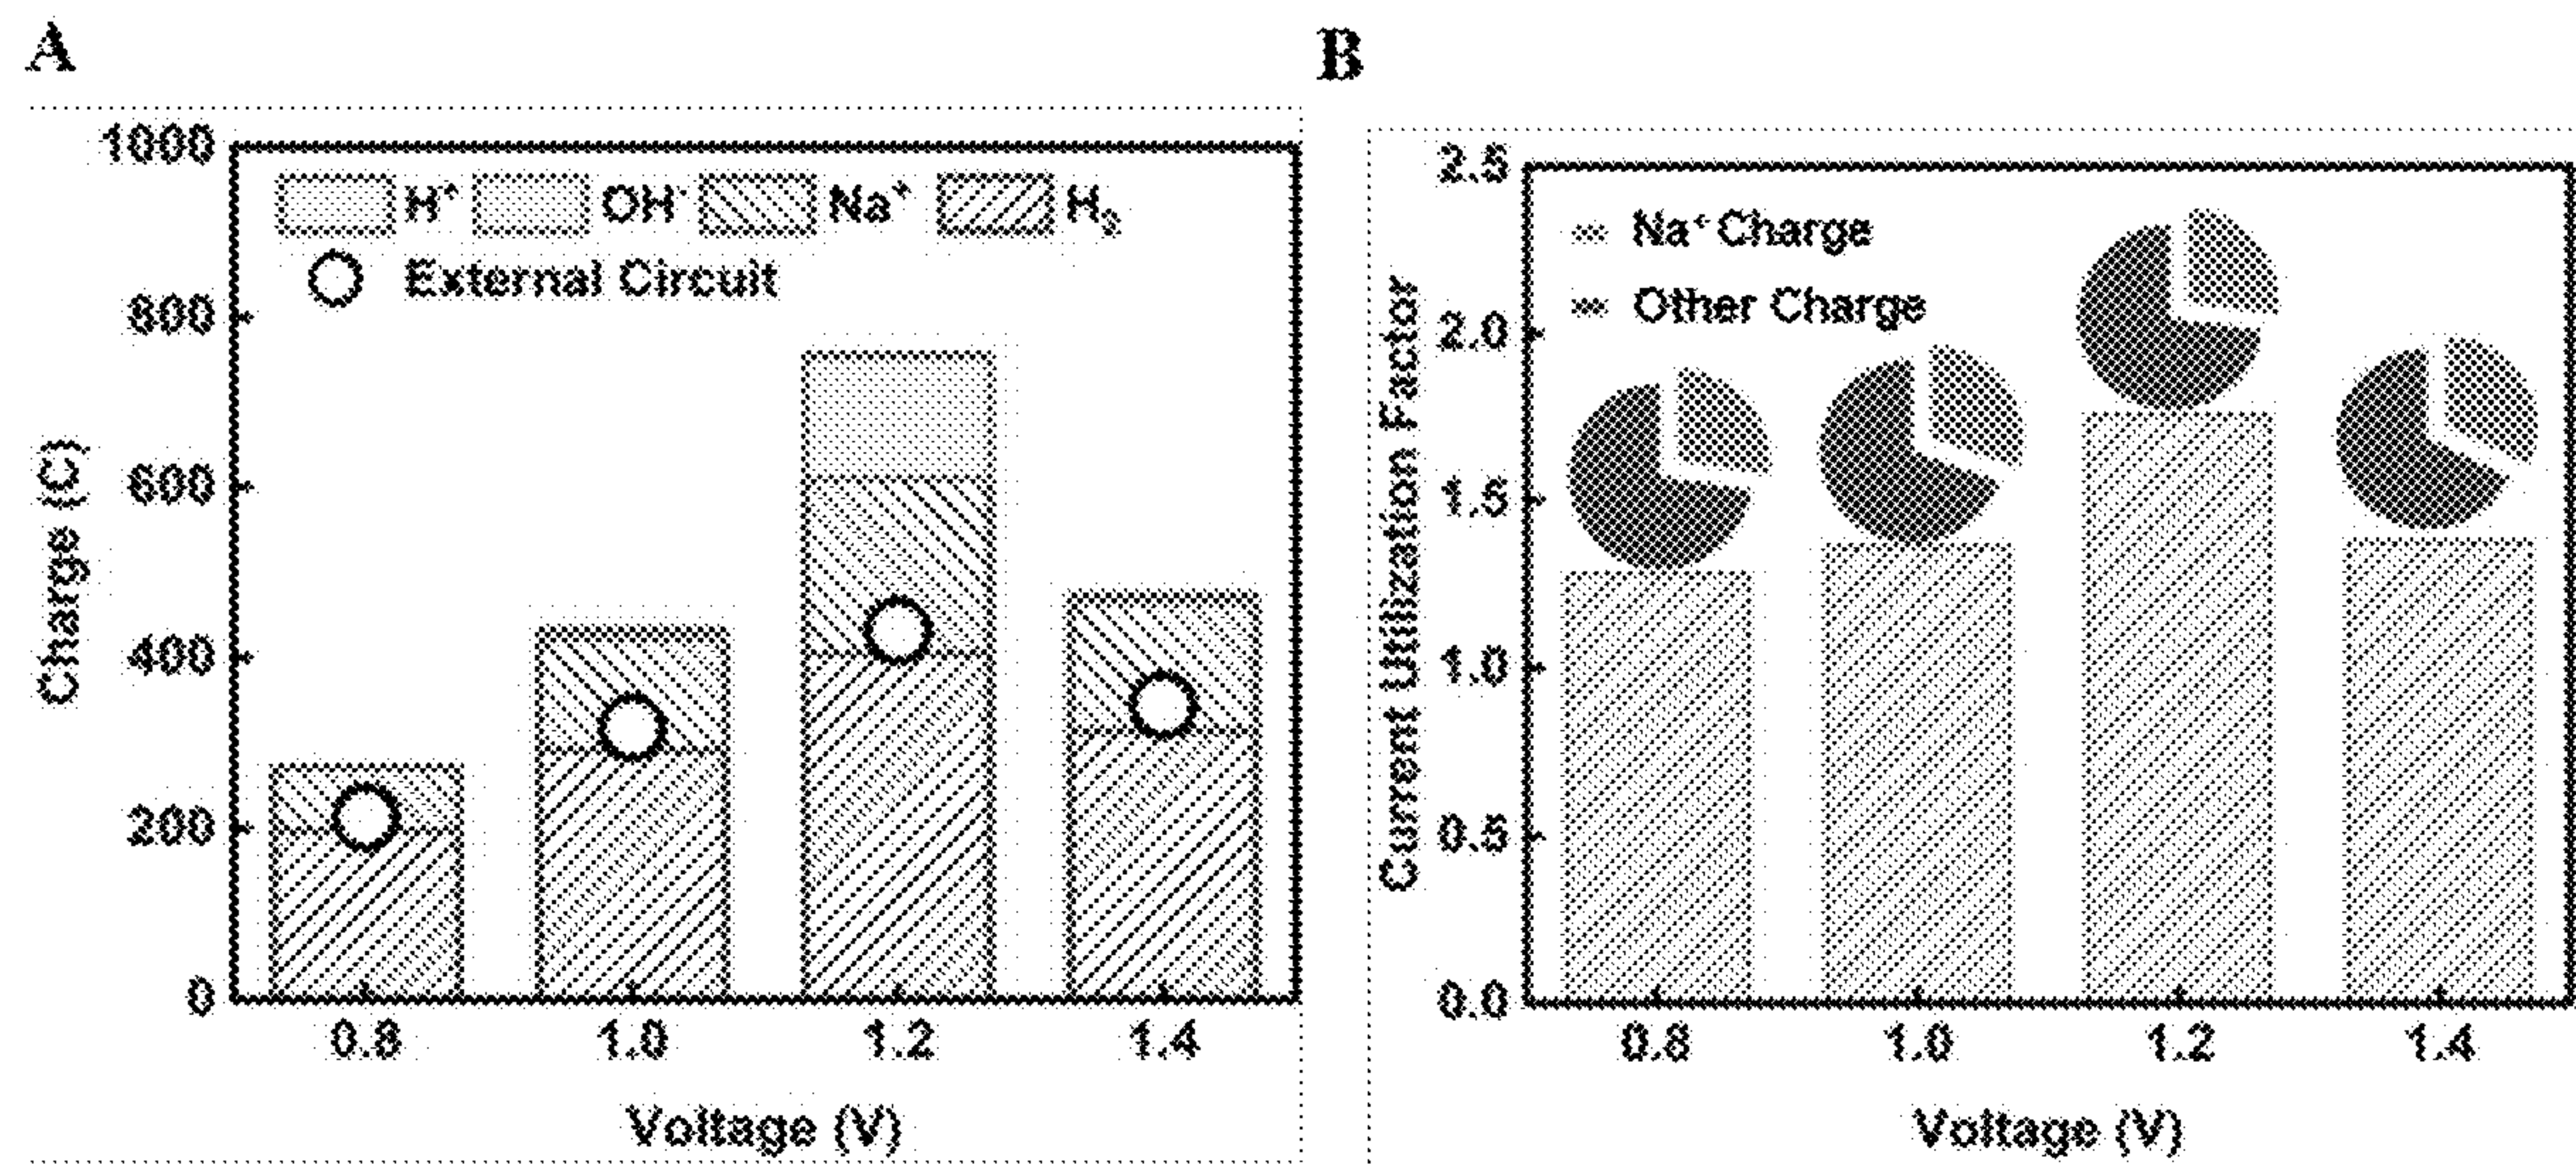 A
1000
800
600
400
200
0
Charge (C)
H⁺ OH⁻ Na⁺ H₂
External Circuit
0.8 1.0 1.2 1.4
Voltage (V)
B
2.5
2.0
1.5
1.0
0.5
0.0
Current Utilization Factor
Na⁺ Charge
Other Charge
0.8 1.0 1.2 1.4
Voltage (V)